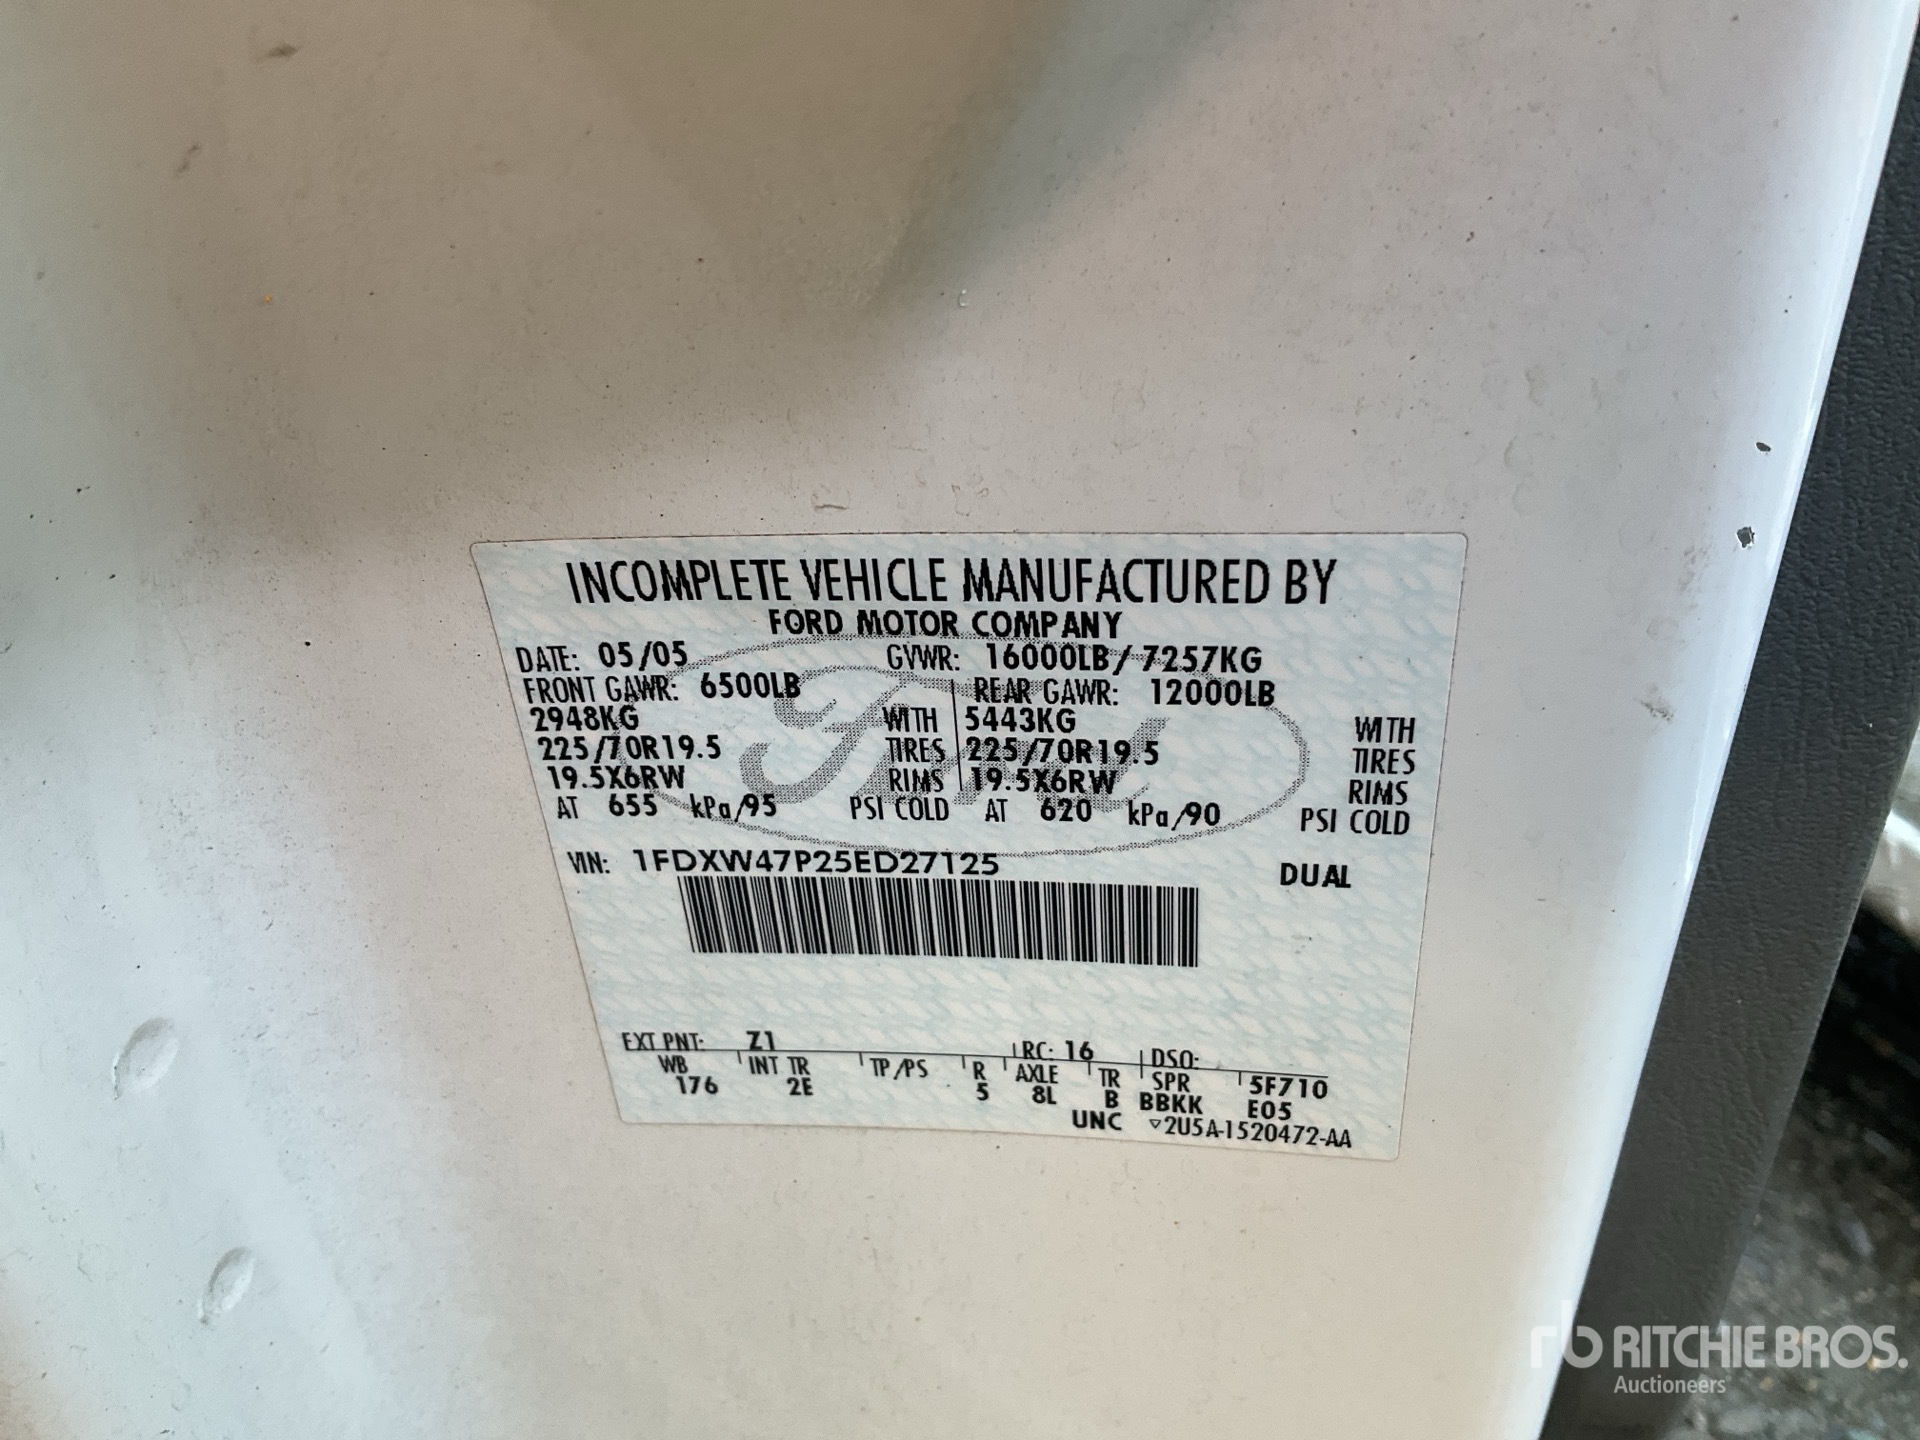 INCOMPLETE VEHICLE MANUFACTURED BY
FORD MOTOR COMPANY
DATE: 05/05 GVWR: 16000LB/7257KG
FRONT GAWR: 6500LB REAR GAWR: 12000LB
2948KG WITH 5443KG WITH
225/70R19.5 TIRES 225/70R19.5 TIRES
19.5X6RW RIMS 19.5X6RW RIMS
AT 655 kPa/95 PSI COLD AT 620 kPa/90 PSI COLD
VIN: 1FDXW47P25ED27125 DUAL
Ford
EXT PNT: Z1 RC: 16 DSO:
WB INT TR TP/PS R AXLE TR SPR 5F710
176 2E 5 8L B BBKK E05
UNC ▽2U5A-1520472-AA
rb RITCHIE BROS.
Auctioneers